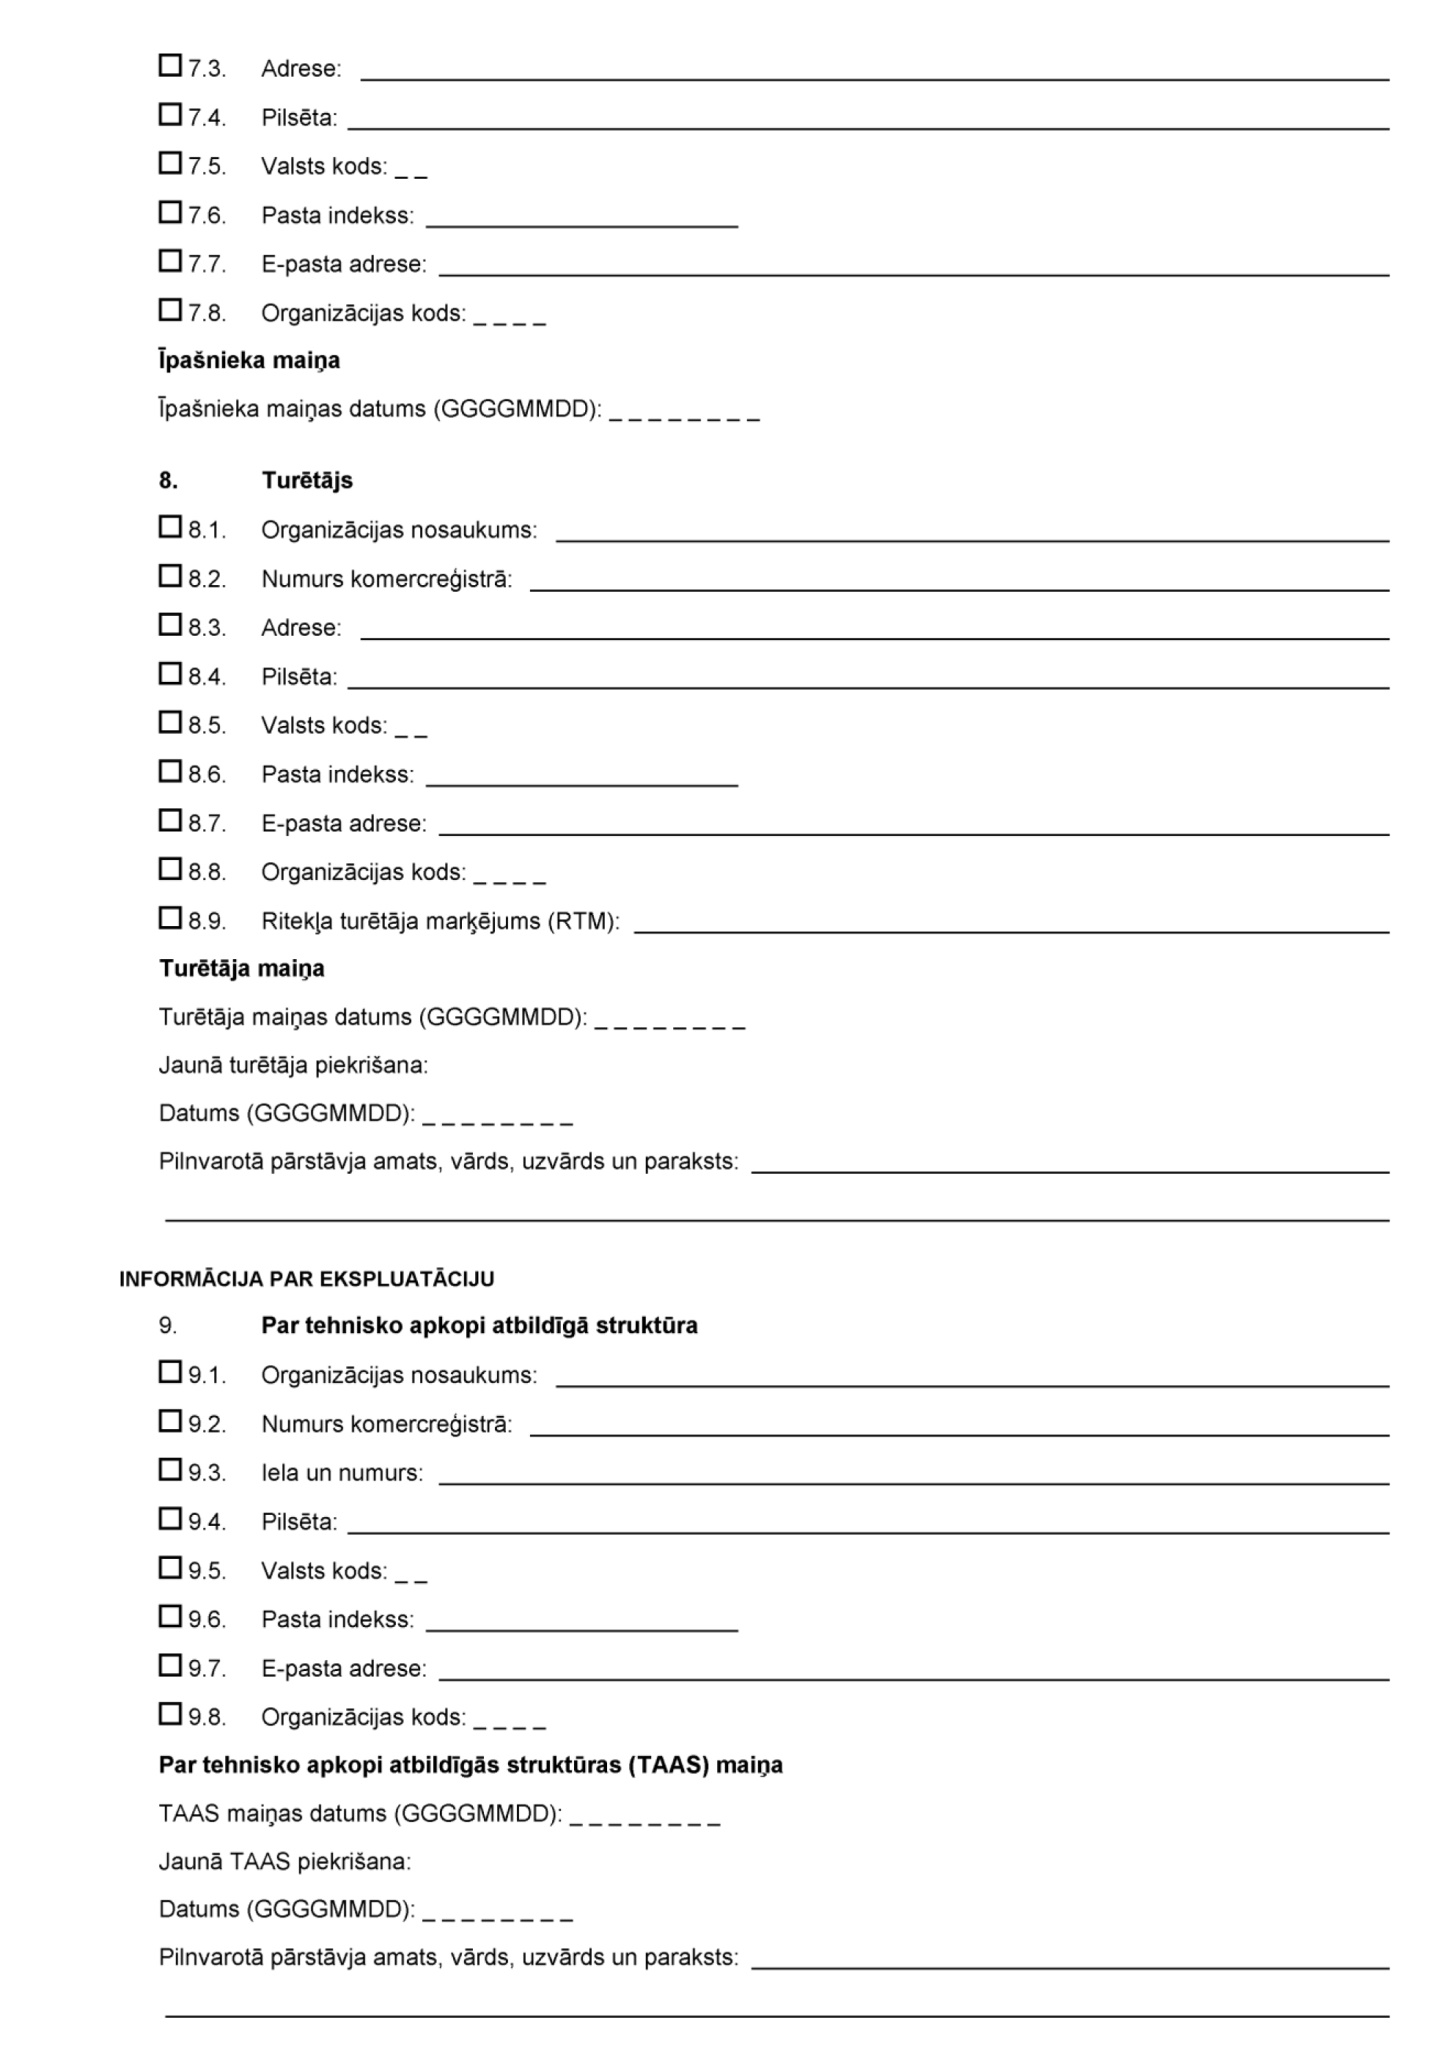 7.3. Adrese:
7.4. Pilsēta:
7.5. Valsts kods: _ _
7.6. Pasta indekss:
7.7. E-pasta adrese:
7.8. Organizācijas kods: _ _ _ _
Īpašnieka maiņa
Īpašnieka maiņas datums (GGGGMMDD): _ _ _ _ _ _ _ _
8. Turētājs
8.1. Organizācijas nosaukums:
8.2. Numurs komercreģistrā:
8.3. Adrese:
8.4. Pilsēta:
8.5. Valsts kods: _ _
8.6. Pasta indekss:
8.7. E-pasta adrese:
8.8. Organizācijas kods: _ _ _ _
8.9. Ritekļa turētāja marķējums (RTM):
Turētāja maiņa
Turētāja maiņas datums (GGGGMMDD): _ _ _ _ _ _ _ _
Jaunā turētāja piekrišana:
Datums (GGGGMMDD): _ _ _ _ _ _ _ _
Pilnvarotā pārstāvja amats, vārds, uzvārds un paraksts:
INFORMĀCIJA PAR EKSPLUATĀCIJU
9. Par tehnisko apkopi atbildīgā struktūra
9.1. Organizācijas nosaukums:
9.2. Numurs komercreģistrā:
9.3. Iela un numurs:
9.4. Pilsēta:
9.5. Valsts kods: _ _
9.6. Pasta indekss:
9.7. E-pasta adrese:
9.8. Organizācijas kods: _ _ _ _
Par tehnisko apkopi atbildīgās struktūras (TAAS) maiņa
TAAS maiņas datums (GGGGMMDD): _ _ _ _ _ _ _ _
Jaunā TAAS piekrišana:
Datums (GGGGMMDD): _ _ _ _ _ _ _ _
Pilnvarotā pārstāvja amats, vārds, uzvārds un paraksts: